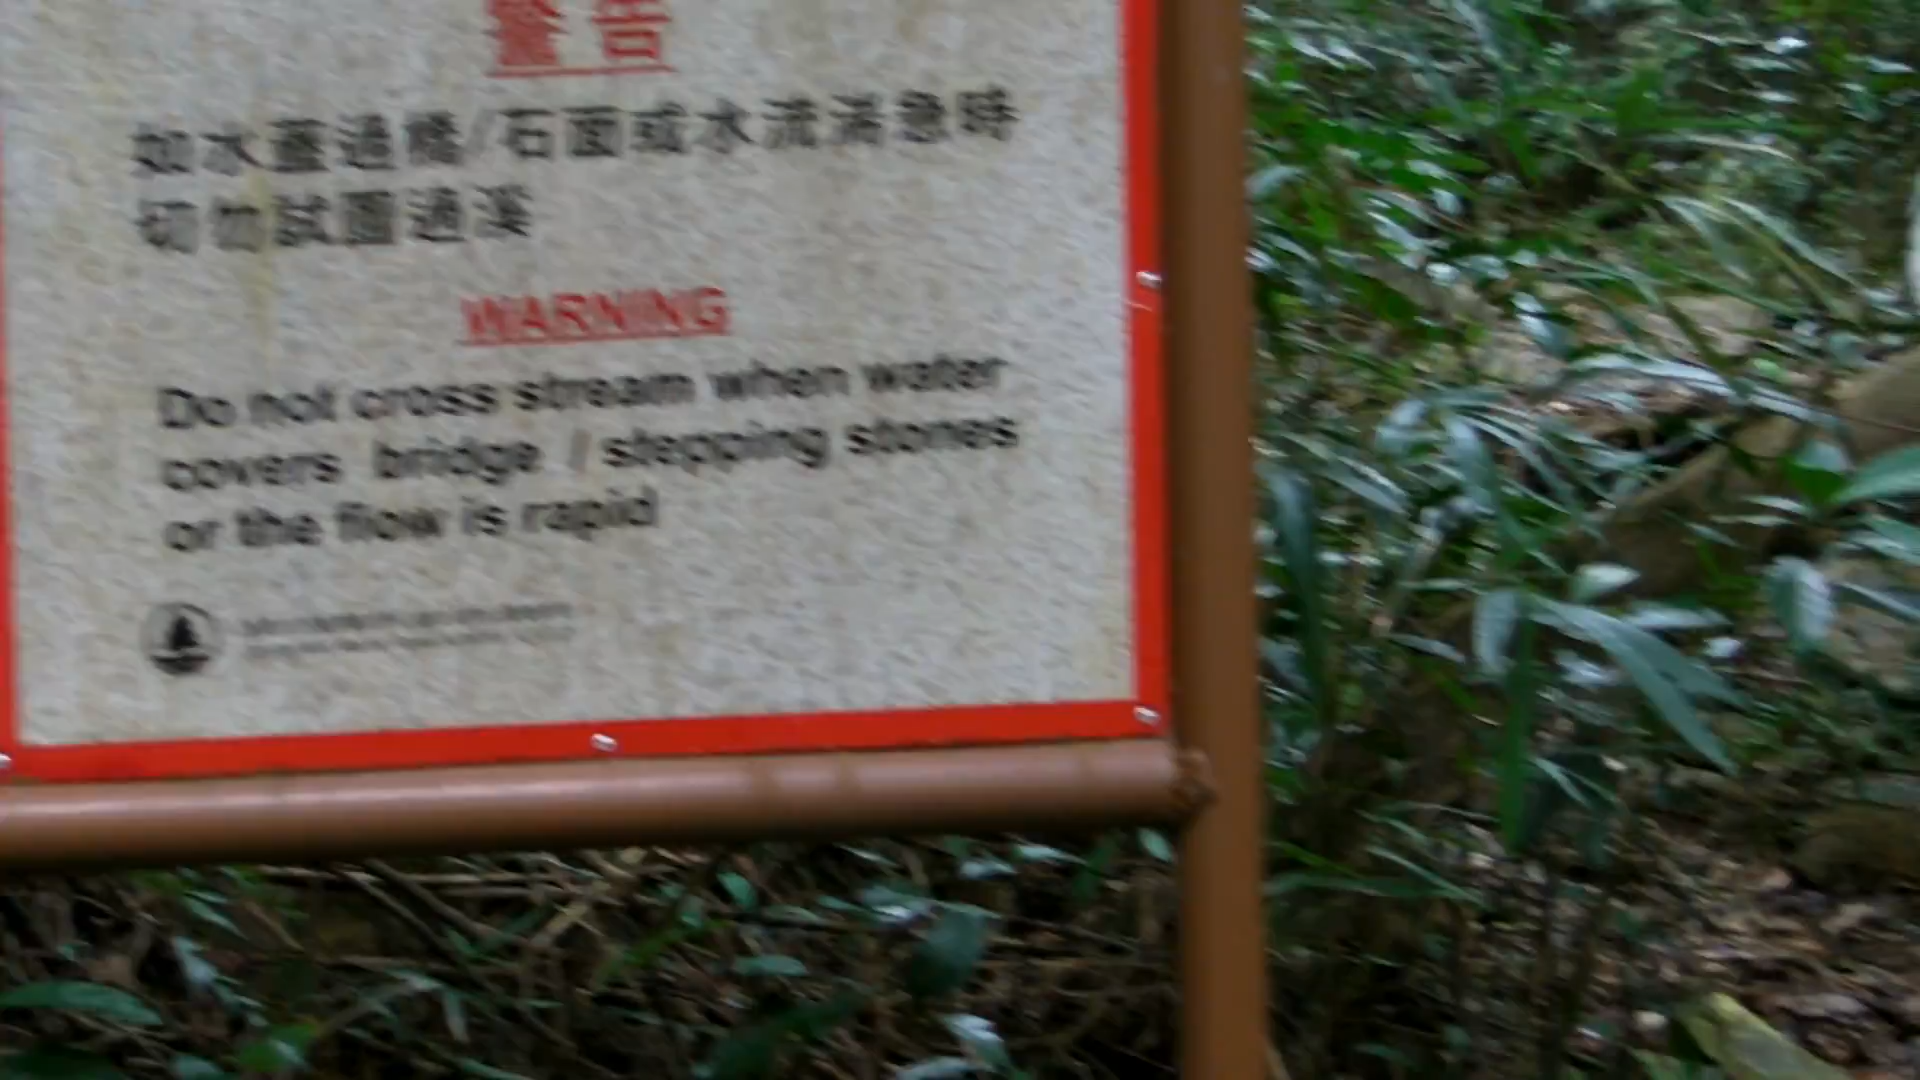 警告
如水蓋過橋/石面或水流湍急時
切勿試圖過澗
WARNING
Do not cross stream when water
covers bridge / stepping stones
or the flow is rapid